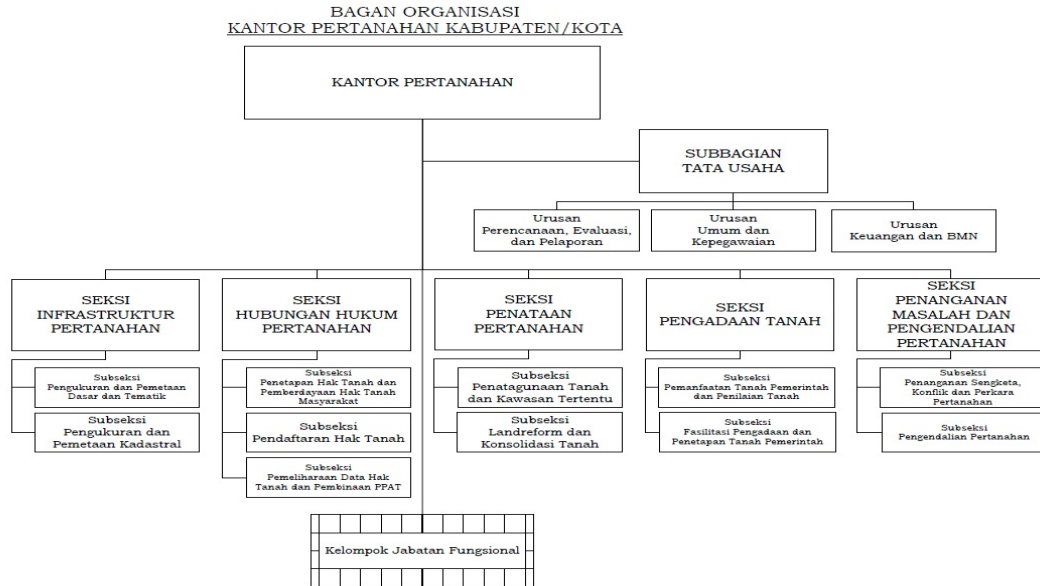 BAGAN ORGANISASI
KANTOR PERTANAHAN KABUPATEN/KOTA
KANTOR PERTANAHAN
SUBBAGIAN
TATA USAHA
Urusan
Perencanaan, Evaluasi,
dan Pelaporan
Urusan
Umum dan
Kepegawaian
Urusan
Keuangan dan BMN
SEKSI
INFRASTRUKTUR
PERTANAHAN
SEKSI
HUBUNGAN HUKUM
PERTANAHAN
SEKSI
PENATAAN
PERTANAHAN
SEKSI
PENGADAAN TANAH
SEKSI
PENANGANAN
MASALAH DAN
PENGENDALIAN
PERTANAHAN
Subseksi
Pengukuran dan Pemetaan
Dasar dan Tematik
Subseksi
Penetapan Hak Tanah dan
Pemberdayaan Hak Tanah
Masyarakat
Subseksi
Penatagunaan Tanah
dan Kawasan Tertentu
Subseksi
Pemanfaatan Tanah Pemerintah
dan Penilaian Tanah
Subseksi
Penanganan Sengketa,
Konflik dan Perkara
Pertanahan
Subseksi
Pengukuran dan
Pemetaan Kadastral
Subseksi
Pendaftaran Hak Tanah
Subseksi
Landreform dan
Konsolidasi Tanah
Subseksi
Fasilitasi Pengadaan dan
Penetapan Tanah Pemerintah
Subseksi
Pengendalian Pertanahan
Subseksi
Pemeliharaan Data Hak
Tanah dan Pembinaan PPAT
Kelompok Jabatan Fungsional